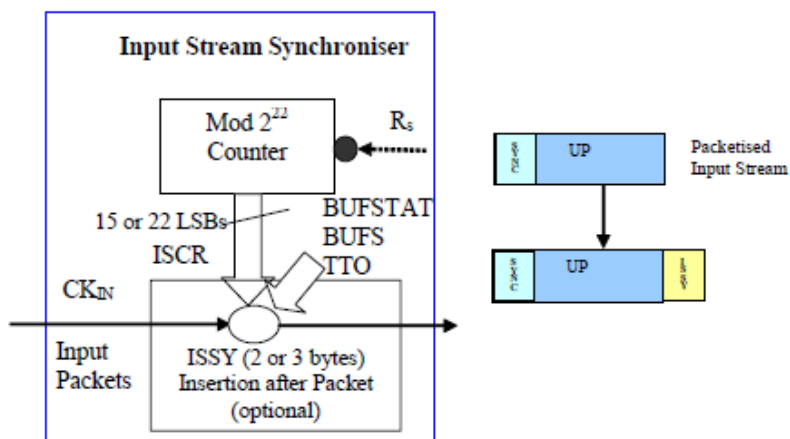 Input Stream Synchroniser
Mod 2^22
Counter
Rs
15 or 22 LSBs
ISCR
BUFSTAT
BUFS
TTO
CKIN
Input
Packets
ISSY (2 or 3 bytes)
Insertion after Packet
(optional)
UP
Packetised
Input Stream
UP